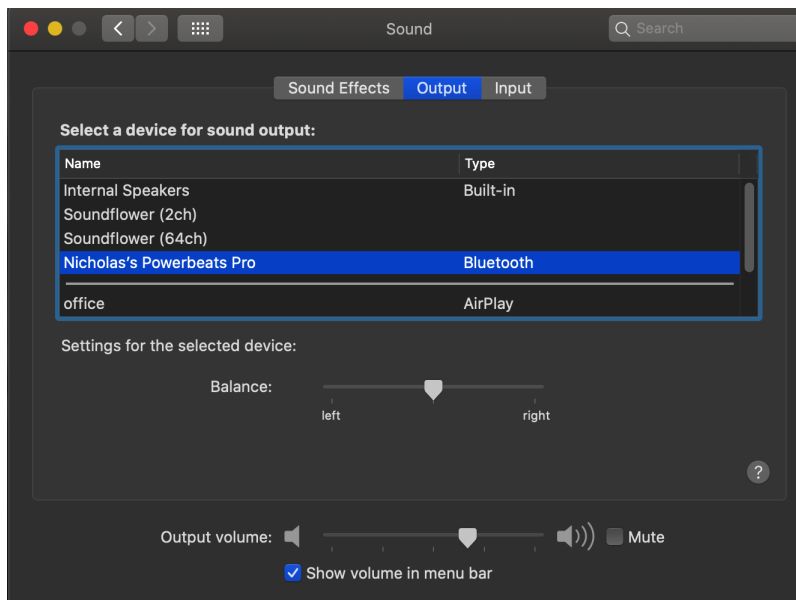 Sound
Search
Sound Effects Output Input
Select a device for sound output:
Name Type
Internal Speakers Built-in
Soundflower (2ch)
Soundflower (64ch)
Nicholas’s Powerbeats Pro Bluetooth
office AirPlay
Settings for the selected device:
Balance:
left right
?
Output volume: Mute
Show volume in menu bar